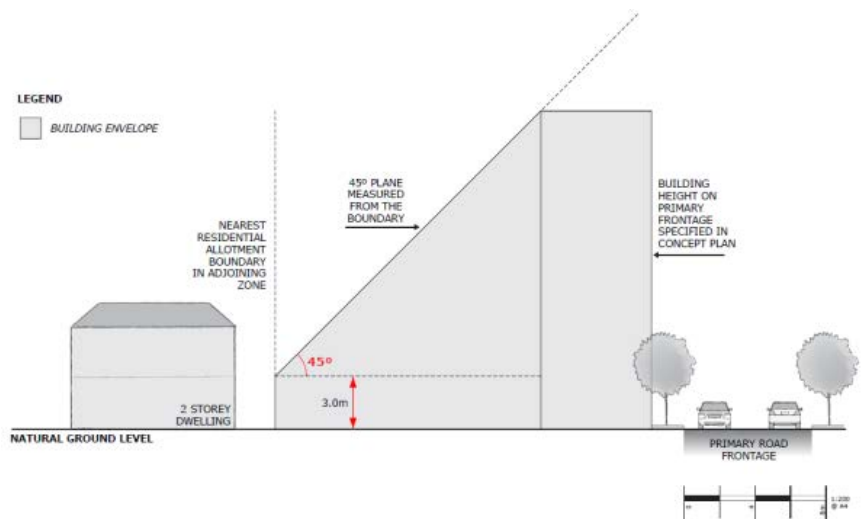 LEGEND
BUILDING ENVELOPE
NEAREST
RESIDENTIAL
ALLOTMENT
BOUNDARY
IN ADJOINING
ZONE
45º PLANE
MEASURED
FROM THE
BOUNDARY
BUILDING
HEIGHT ON
PRIMARY
FRONTAGE
SPECIFIED IN
CONCEPT PLAN
45º
3.0m
2 STOREY
DWELLING
NATURAL GROUND LEVEL
PRIMARY ROAD
FRONTAGE
1:200
@ A4